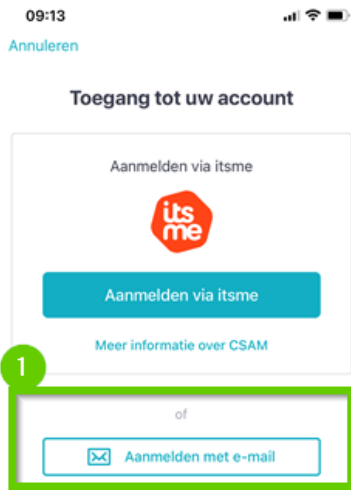 09:13
Annuleren
Toegang tot uw account
Aanmelden via itsme
its
me
Aanmelden via itsme
Meer informatie over CSAM
1
of
Aanmelden met e-mail